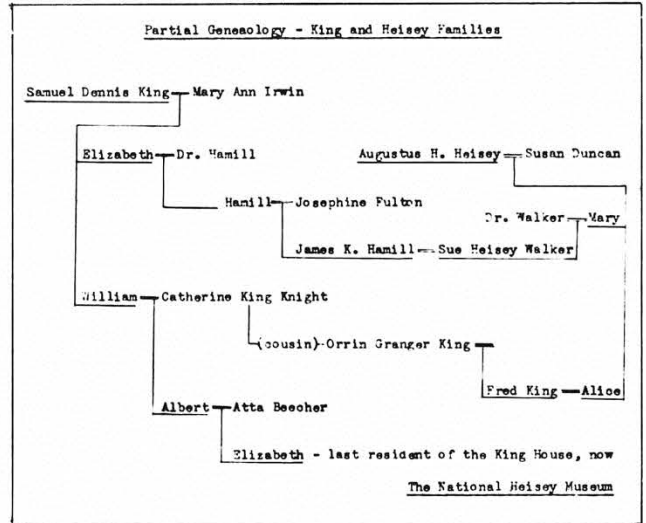 Partial Geneaology - King and Heisey Families
Samuel Dennis King - Mary Ann Irwin
Elizabeth - Dr. Hamill
Augustus H. Heisey - Susan Duncan
Hamill - Josephine Fulton
Dr. Walker - Mary
James K. Hamill - Sue Heisey Walker
William - Catherine King Knight
(cousin)-Orrin Granger King -
Fred King - Alice
Albert - Atta Beecher
Elizabeth - last resident of the King House, now
The National Heisey Museum